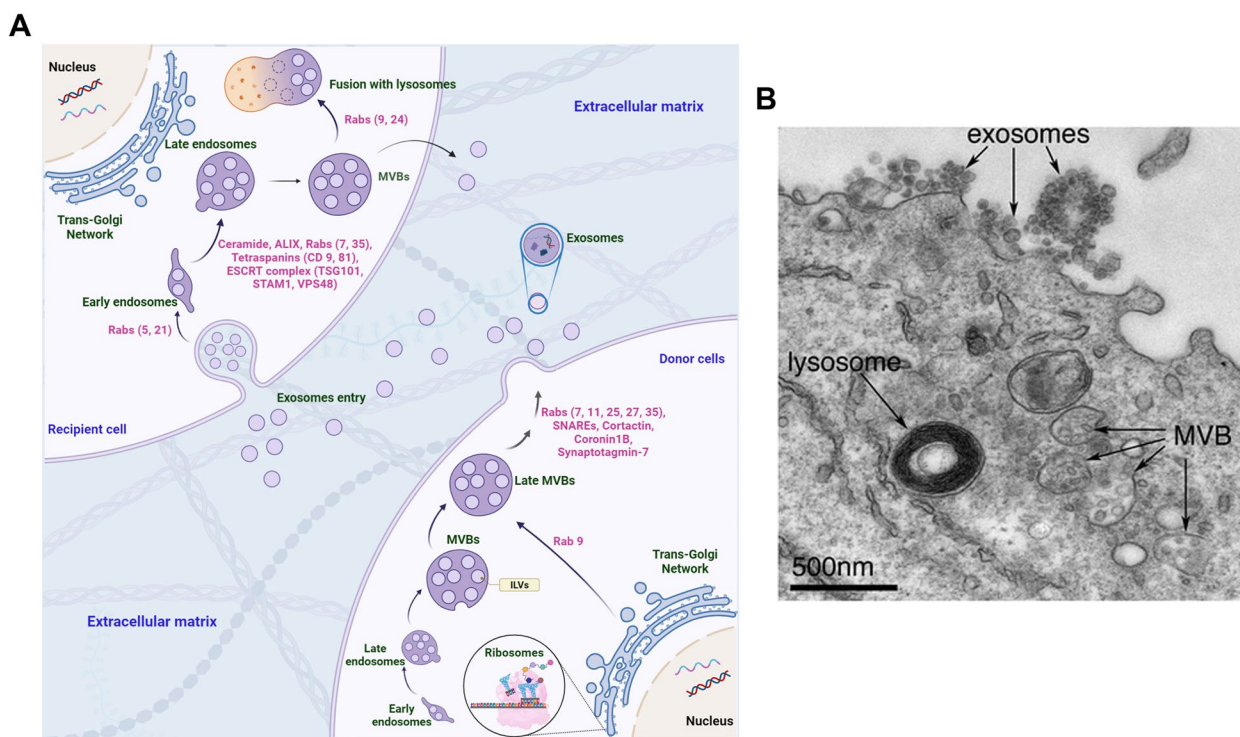 A
Nucleus
Fusion with lysosomes
Rabs (9, 24)
Late endosomes
MVBs
Trans-Golgi
Network
Ceramide, ALIX, Rabs (7, 35),
Tetraspanins (CD 9, 81),
ESCRT complex (TSG101,
STAM1, VPS48)
Early endosomes
Rabs (5, 21)
Exosomes entry
Recipient cell
Extracellular matrix
Exosomes
Donor cells
Rabs (7, 11, 25, 27, 35),
SNAREs, Cortactin,
Coronin1B,
Synaptotagmin-7
Late MVBs
MVBs
Rab 9
ILVs
Trans-Golgi
Network
Extracellular matrix
Late
endosomes
Ribosomes
Early
endosomes
Nucleus
B
exosomes
lysosome
MVB
500nm